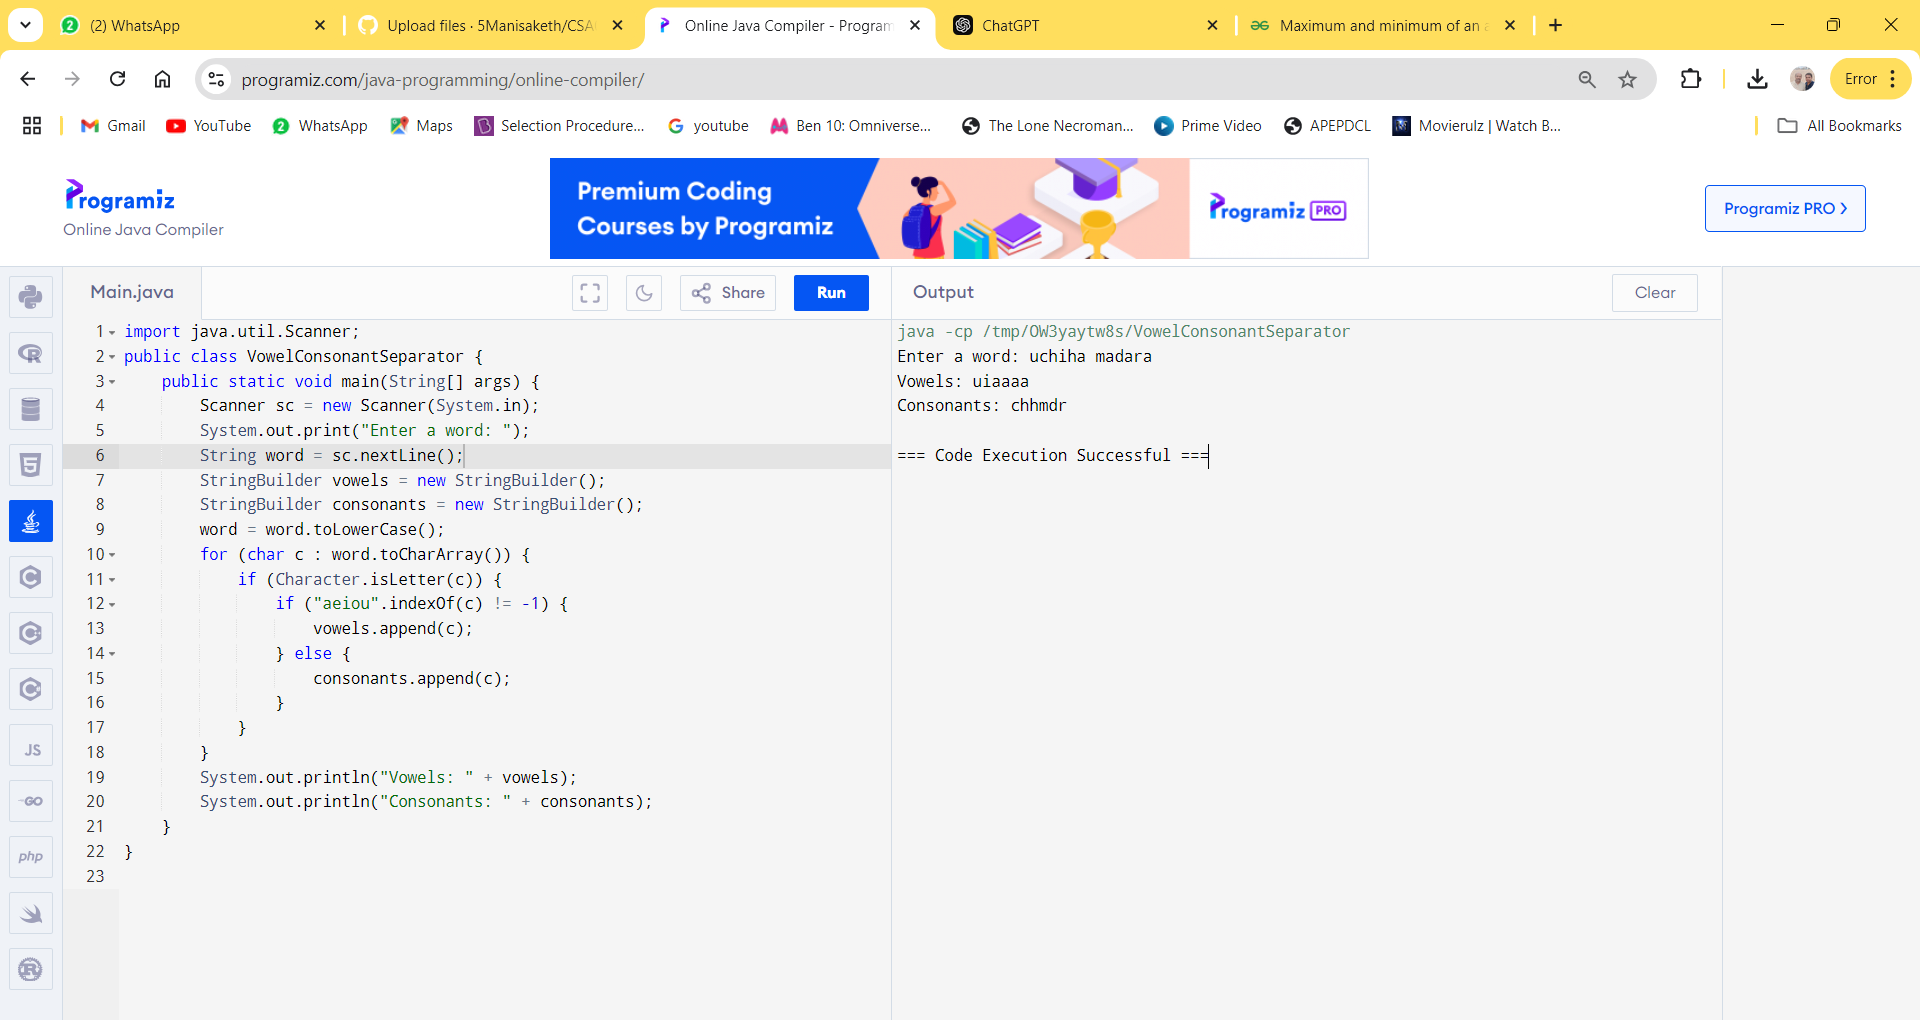 (2) WhatsApp
Upload files · 5Manisaketh/CSA
Online Java Compiler - Program
ChatGPT
Maximum and minimum of an a
programiz.com/java-programming/online-compiler/
Error
Gmail
YouTube
WhatsApp
Maps
Selection Procedure...
youtube
Ben 10: Omniverse...
The Lone Necroman...
Prime Video
APEPDCL
Movierulz | Watch B...
All Bookmarks
Programiz
Online Java Compiler
Premium Coding
Courses by Programiz
Programiz PRO
Programiz PRO >
Main.java
Share
Run
Output
Clear
1 import java.util.Scanner;
2 public class VowelConsonantSeparator {
3     public static void main(String[] args) {
4         Scanner sc = new Scanner(System.in);
5         System.out.print("Enter a word: ");
6         String word = sc.nextLine();
7         StringBuilder vowels = new StringBuilder();
8         StringBuilder consonants = new StringBuilder();
9         word = word.toLowerCase();
10         for (char c : word.toCharArray()) {
11             if (Character.isLetter(c)) {
12                 if ("aeiou".indexOf(c) != -1) {
13                     vowels.append(c);
14                 } else {
15                     consonants.append(c);
16                 }
17             }
18         }
19         System.out.println("Vowels: " + vowels);
20         System.out.println("Consonants: " + consonants);
21     }
22 }
23
java -cp /tmp/OW3yaytw8s/VowelConsonantSeparator
Enter a word: uchiha madara
Vowels: uiaaaa
Consonants: chhmdr
=== Code Execution Successful ===
JS
GO
php